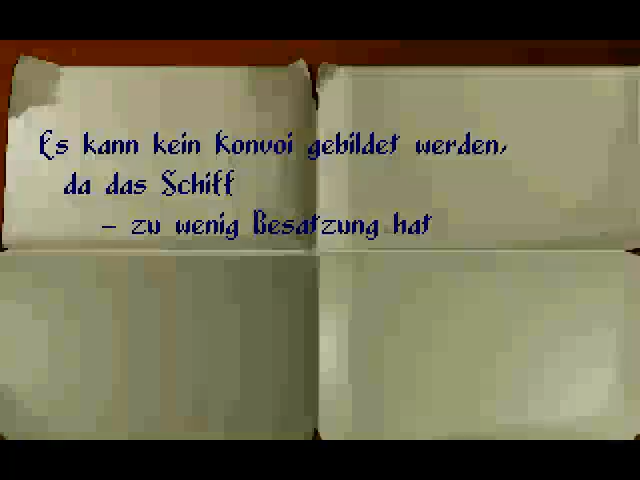 Es kann kein Konvoi gebildet werden,
da das Schiff
- zu wenig Besatzung hat